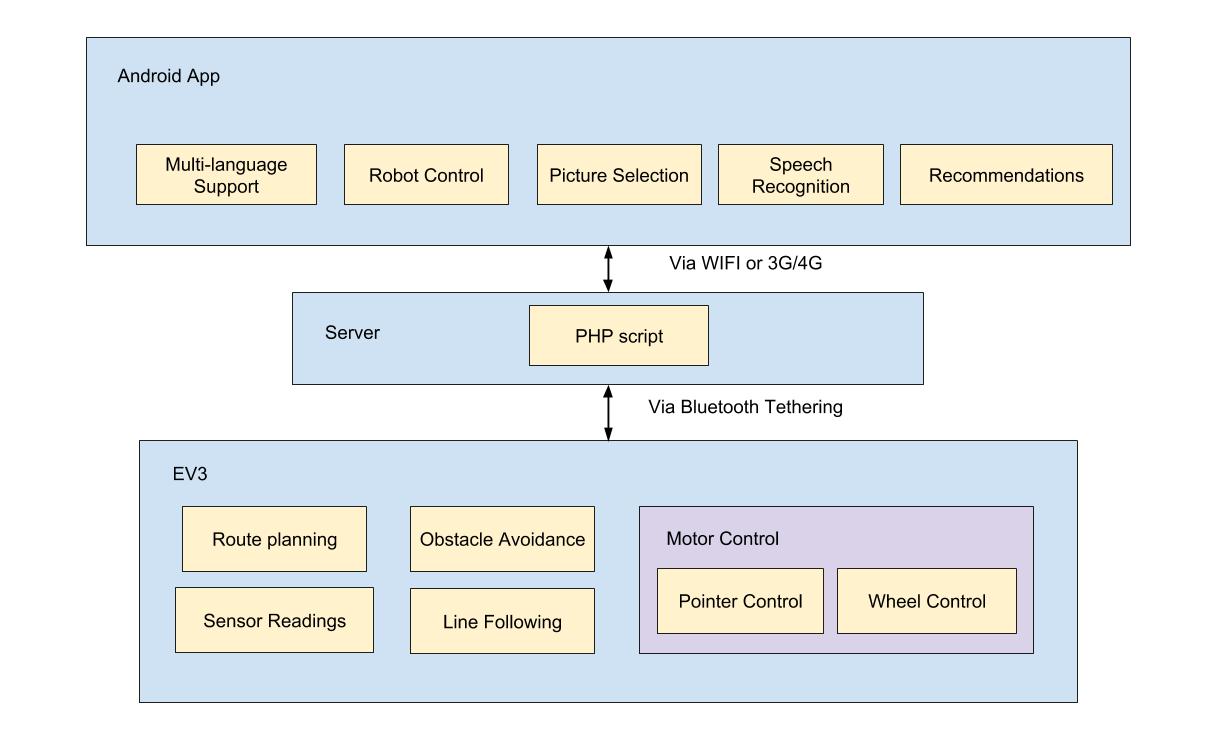 Android App
Multi-language
Support
Robot Control
Picture Selection
Speech
Recognition
Recommendations
Via WIFI or 3G/4G
Server
PHP script
Via Bluetooth Tethering
EV3
Route planning
Obstacle Avoidance
Motor Control
Pointer Control
Wheel Control
Sensor Readings
Line Following